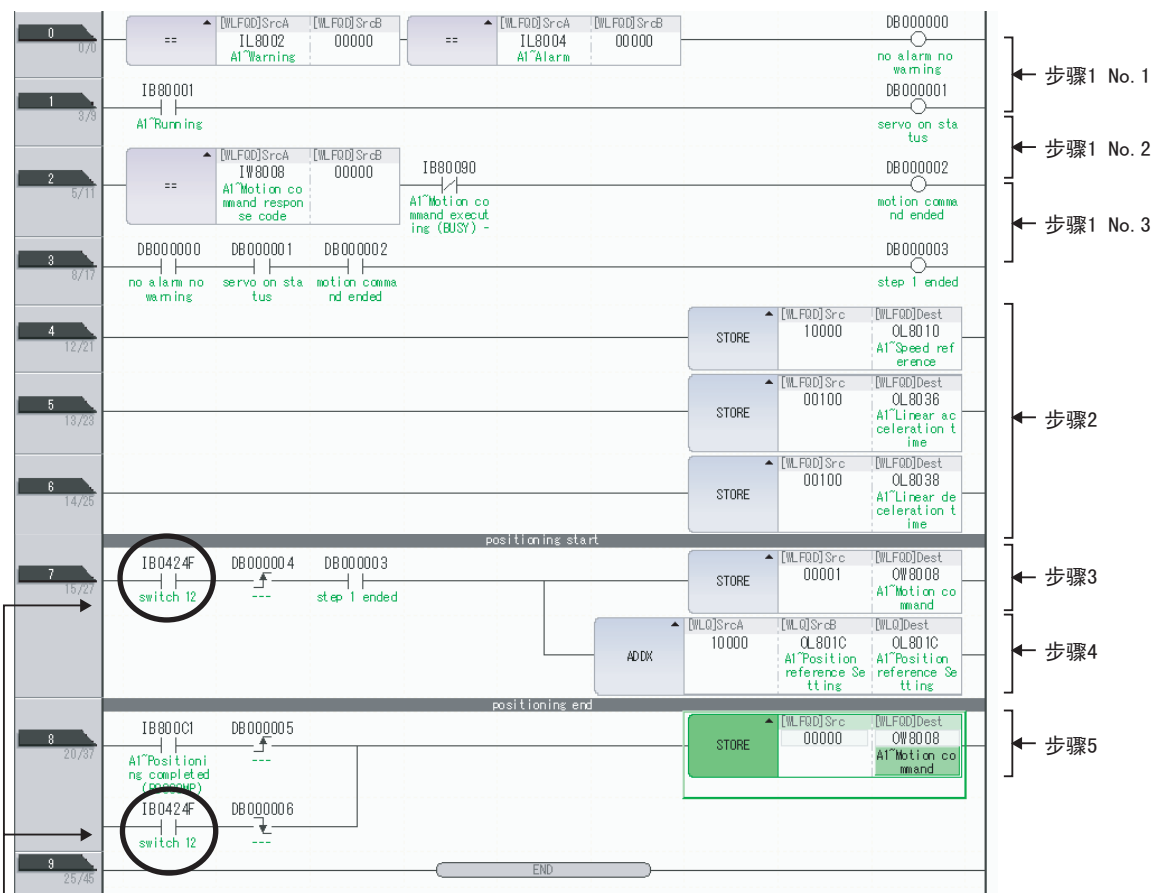 [WLFQD]SrcA [WLFQD]SrcB [WLFQD]SrcA [WLFQD]SrcB DB000000
0 == IL8002 00000 == IL8004 00000
0/0 A1~Warning A1~Alarm no alarm no
warning
← 步骤1 No.1
IB80001 DB000001
1
3/9 A1~Running servo on sta
tus
← 步骤1 No.2
[WLFQD]SrcA [WLFQD]SrcB
2 == IW8008 00000 IB80090 DB000002
5/11 A1~Motion co
mmand respon
se code
A1~Motion co
mmand execut
ing (BUSY) -
motion comma
nd ended
← 步骤1 No.3
DB000000 DB000001 DB000002 DB000003
3
8/17 no alarm no
warning
servo on sta
tus
motion comma
nd ended
step 1 ended
[WLFQD]Src [WLFQD]Dest
4 STORE 10000 OL8010
12/21 A1~Speed ref
erence
[WLFQD]Src [WLFQD]Dest
5 STORE 00100 OL8036
13/23 A1~Linear ac
celeration t
ime
← 步骤2
[WLFQD]Src [WLFQD]Dest
6 STORE 00100 OL8038
14/25 A1~Linear de
celeration t
ime
positioning start
[WLFQD]Src [WLFQD]Dest
7 IB0424F DB000004 DB000003 STORE 00001 OW8008
15/27 switch 12 --- step 1 ended A1~Motion co
mmand
← 步骤3
[WLQ]SrcA [WLQ]SrcB [WLQ]Dest
ADDX 10000 OL801C OL801C
A1~Position
reference Se
tting
A1~Position
reference Se
tting
← 步骤4
positioning end
[WLFQD]Src [WLFQD]Dest
8 IB800C1 DB000005 STORE 00000 OW8008
20/37 A1~Positioni
ng completed
(POSCOMP)
--- A1~Motion co
mmand
← 步骤5
IB0424F DB000006
switch 12 ---
9 END
25/45